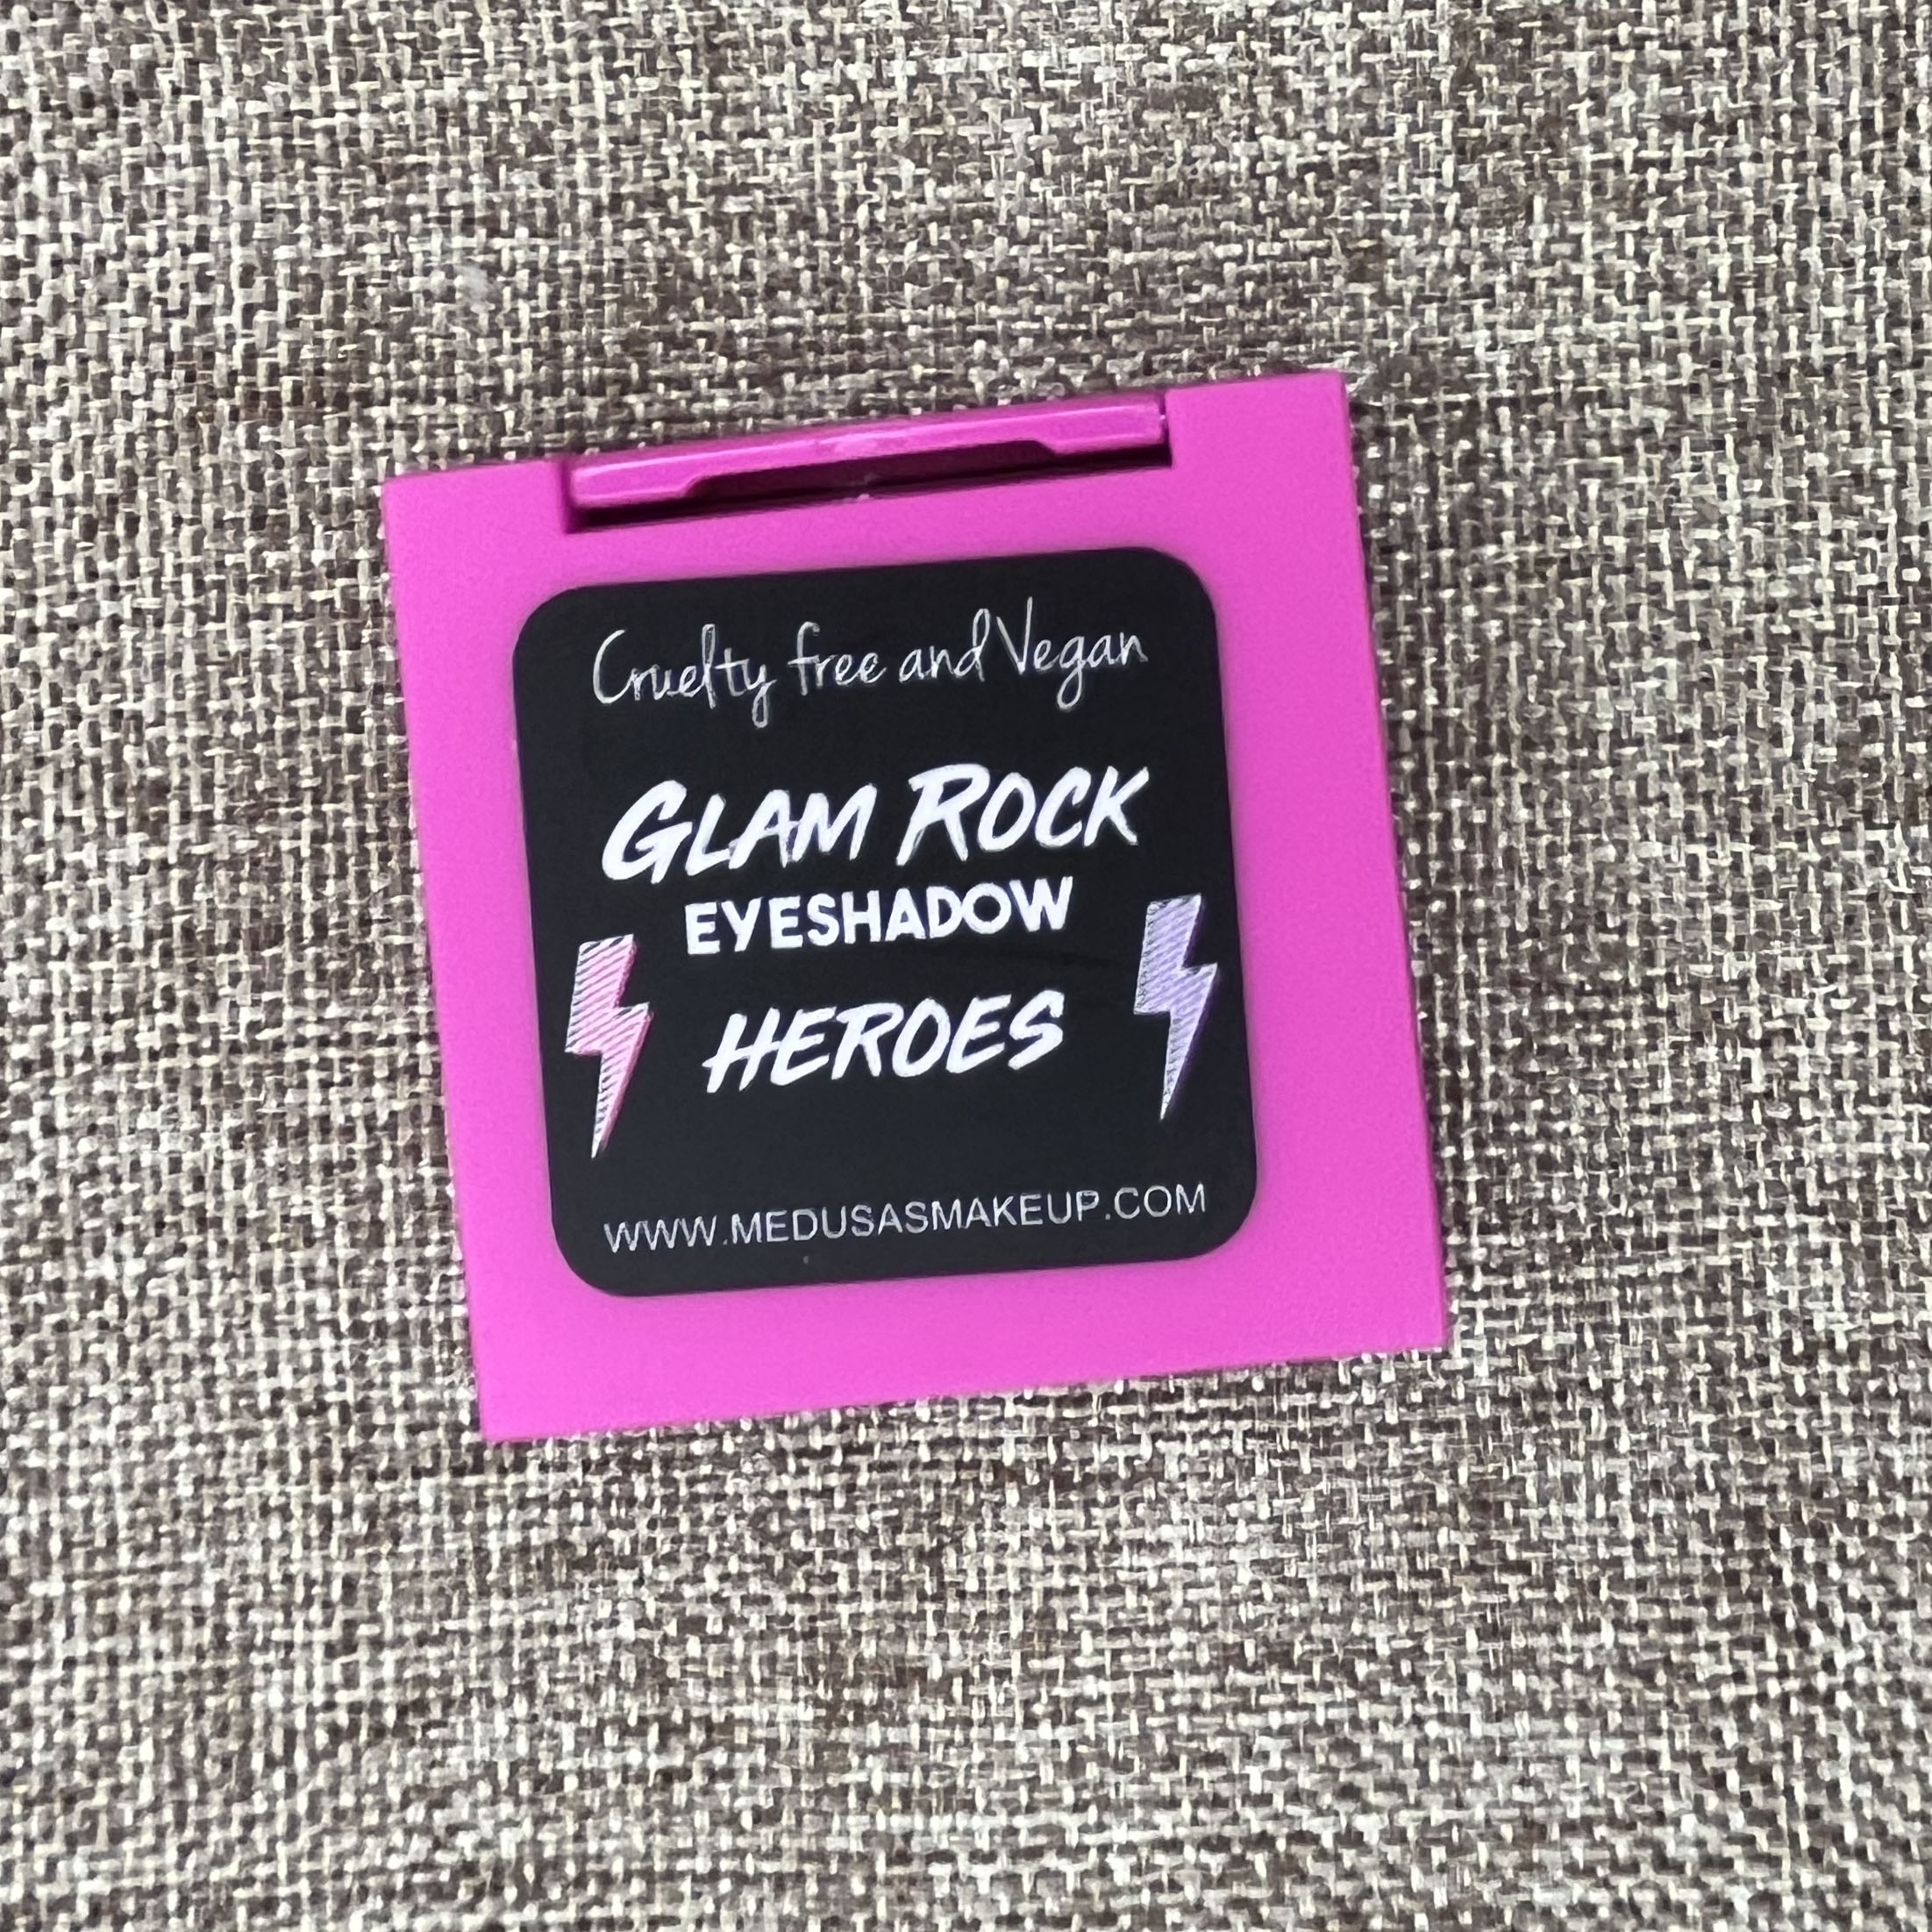 Cruelty free and Vegan
GLAM ROCK
EYESHADOW
HEROES
WWW.MEDUSASMAKEUP.COM